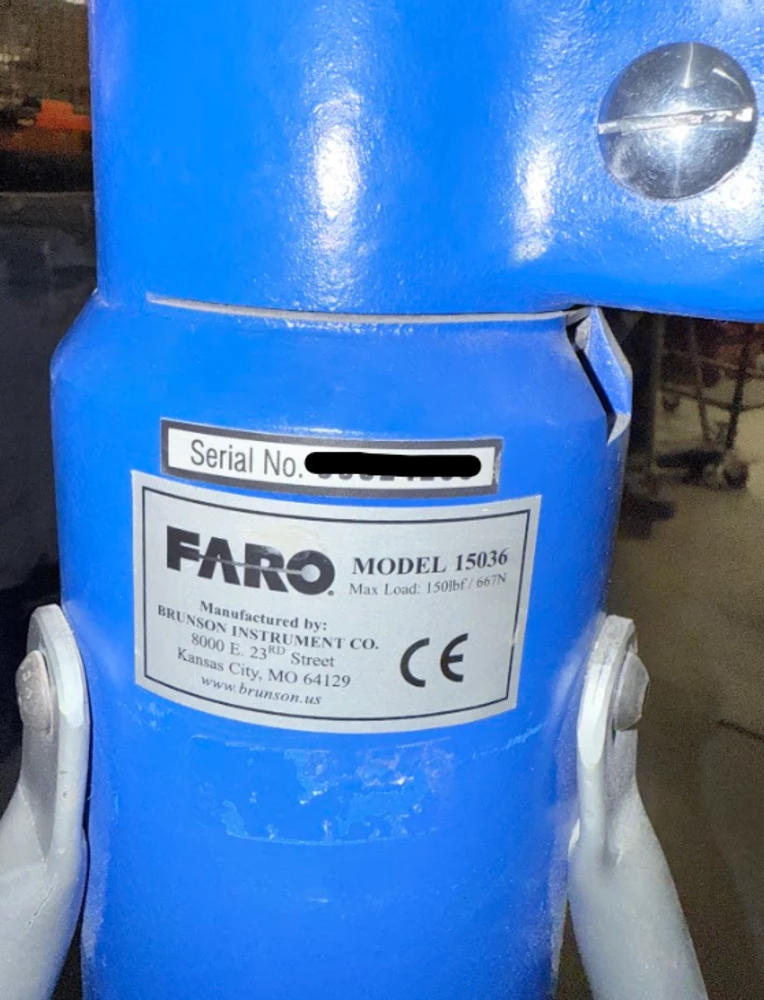 Serial No.
FARO MODEL 15036
Max Load: 150lbf / 667N
Manufactured by:
BRUNSON INSTRUMENT CO.
8000 E. 23RD Street
Kansas City, MO 64129
www.brunson.us
CE